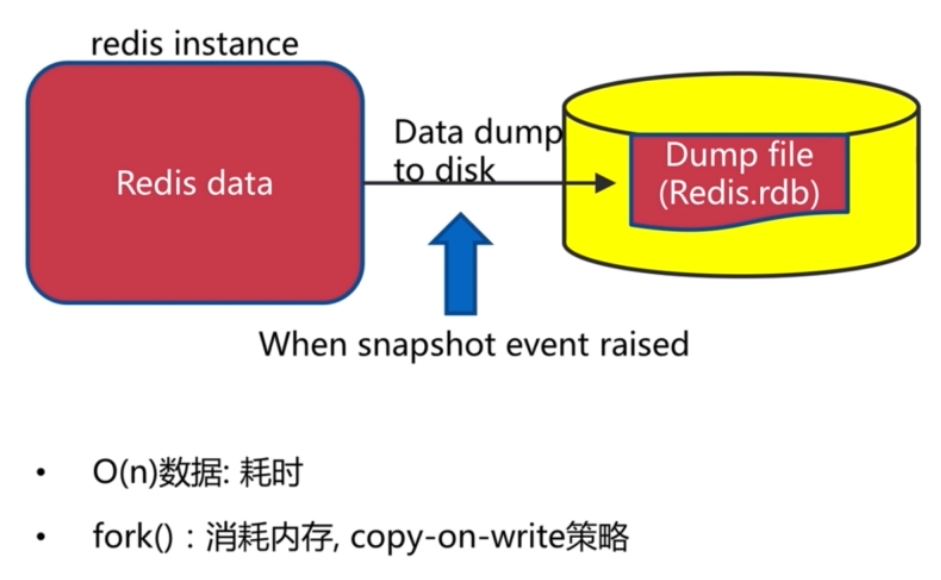 redis instance
Redis data
Data dump
to disk
Dump file
(Redis.rdb)
When snapshot event raised
• O(n)数据: 耗时
• fork() : 消耗内存, copy-on-write策略